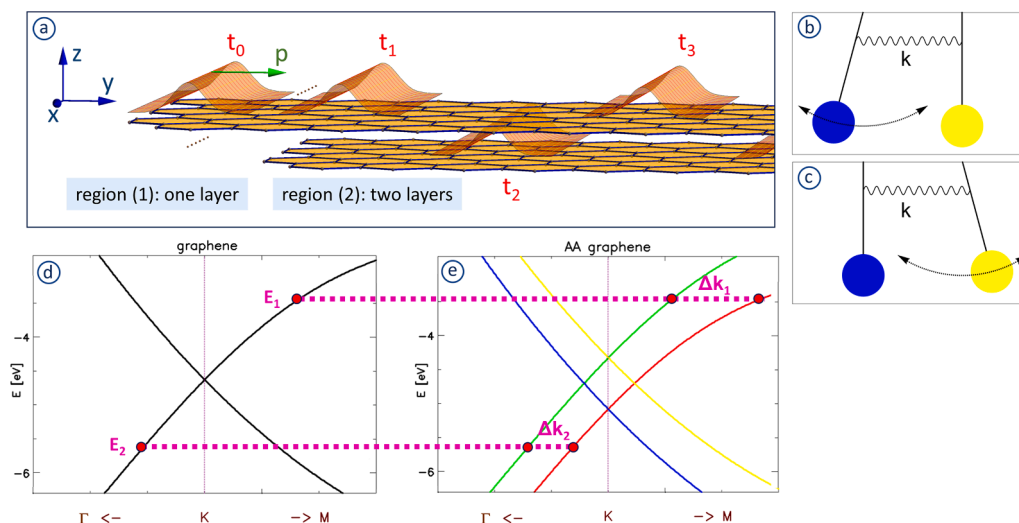 a
z
y
x
t0
p
t1
t3
t2
region (1): one layer
region (2): two layers
b
k
c
k
d
graphene
E1
E2
E [eV]
-4
-6
Γ <- K -> M
e
AA graphene
Δk1
Δk2
E [eV]
-4
-6
Γ <- K -> M